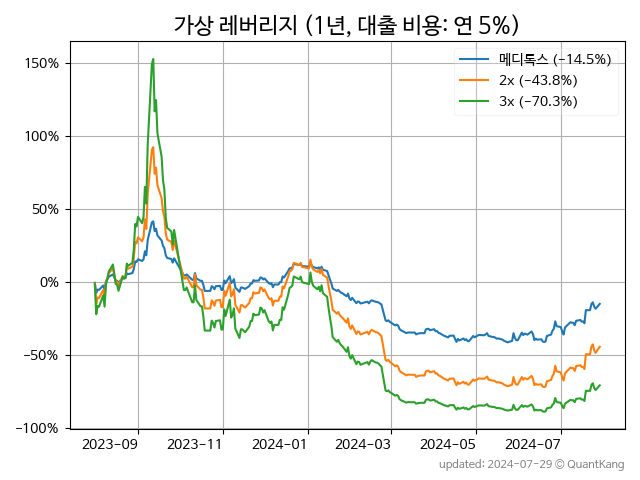 가상 레버리지 (1년, 대출 비용: 연 5%)
메디톡스 (−14.5%)
2x (−43.8%)
3x (−70.3%)
150%
100%
50%
0%
−50%
−100%
2023-09
2023-11
2024-01
2024-03
2024-05
2024-07
updated: 2024-07-29 © QuantKang